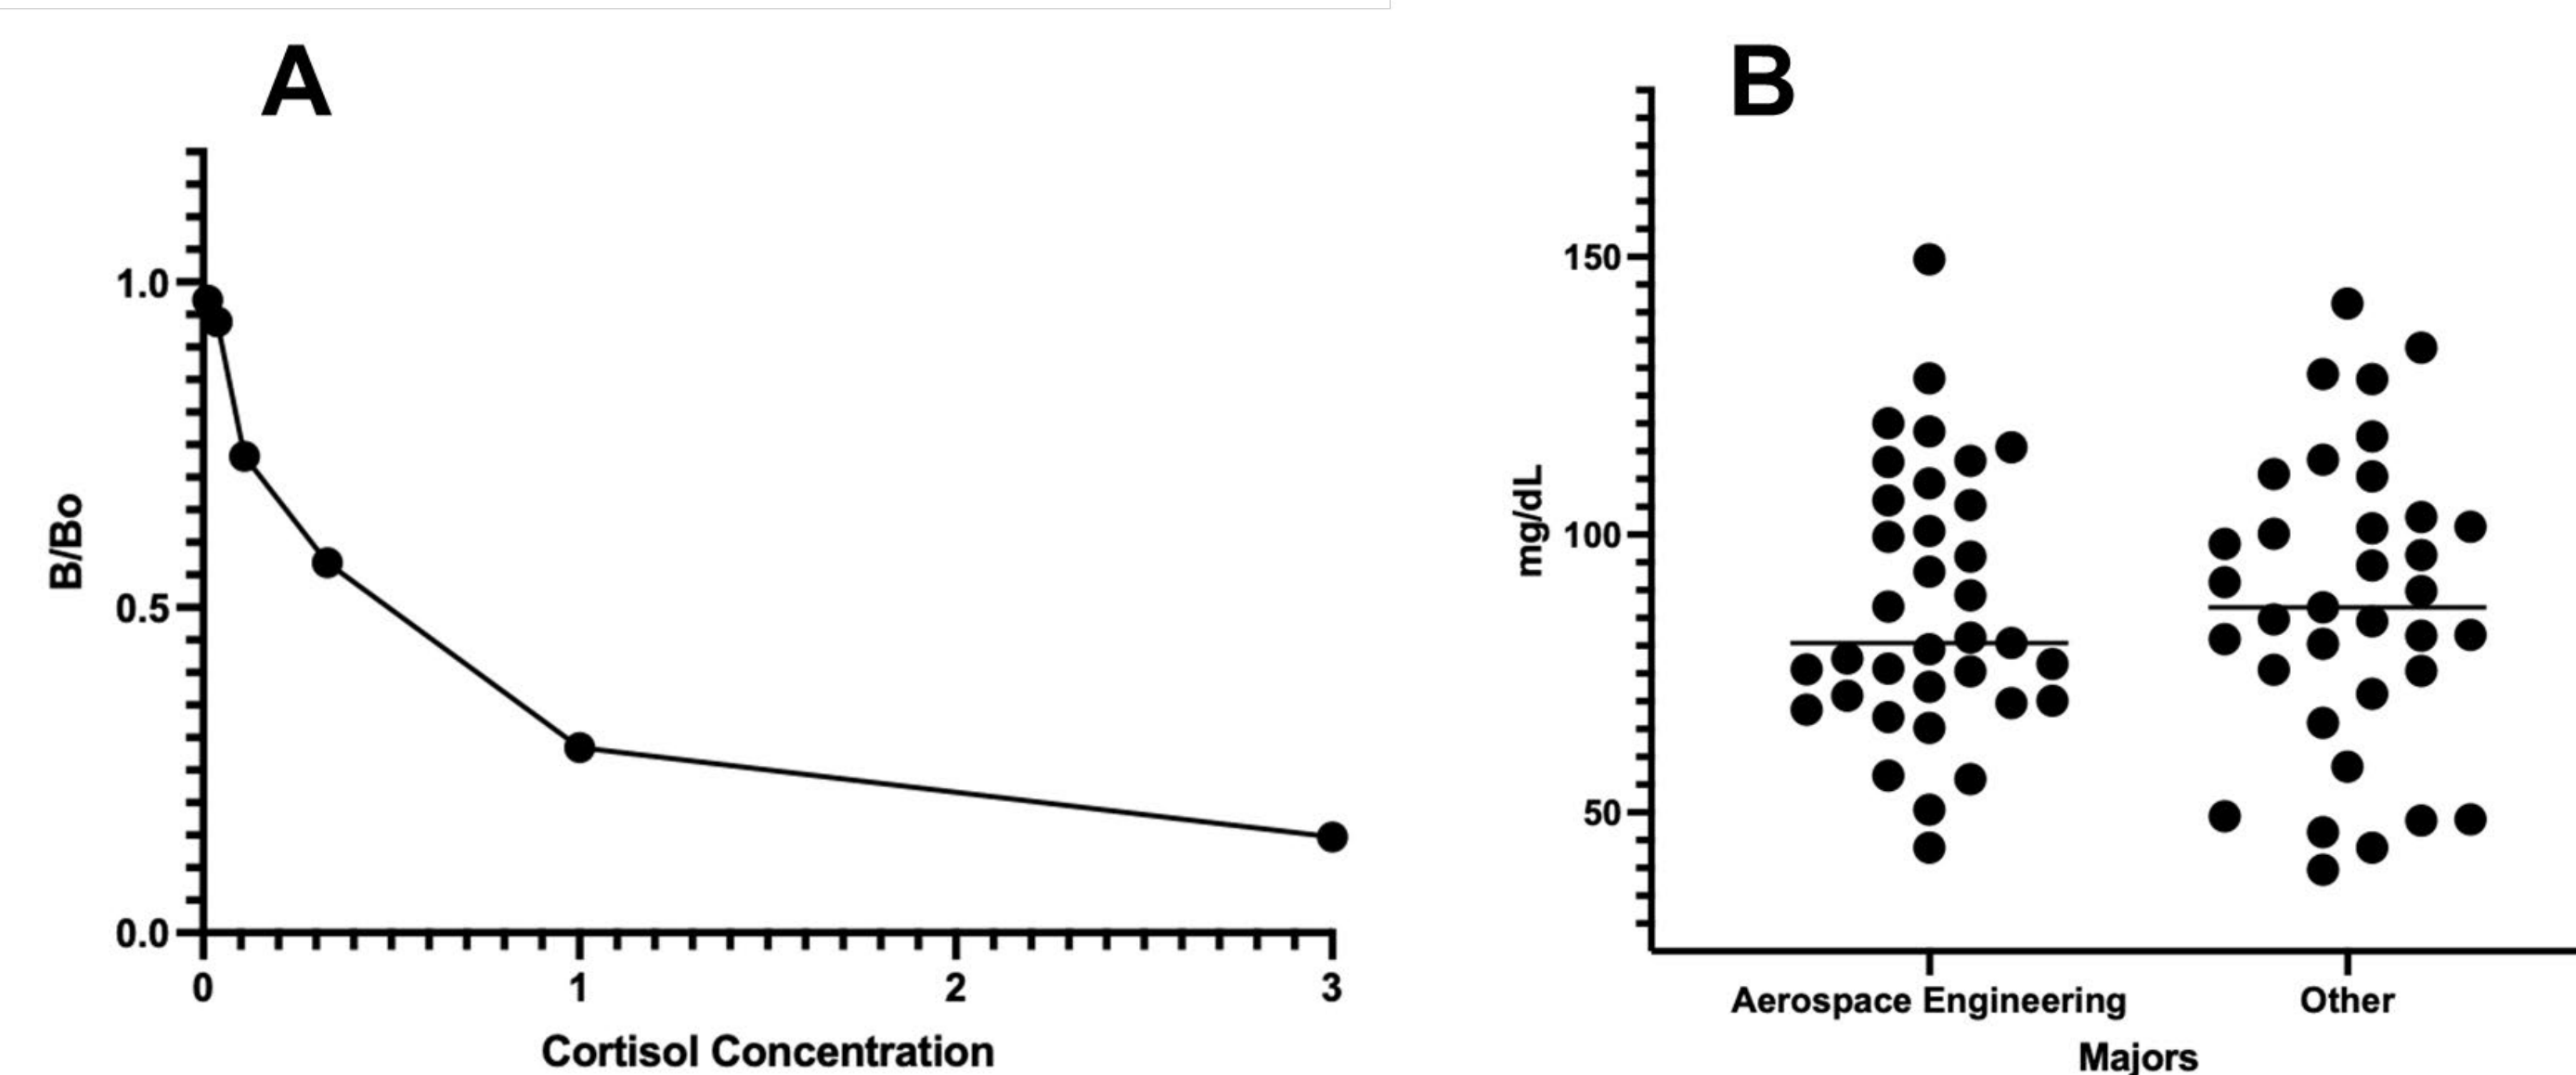 A
1.0
0.5
0.0
B/Bo
0 1 2 3
Cortisol Concentration
B
150
100
50
mg/dL
Aerospace Engineering Other
Majors